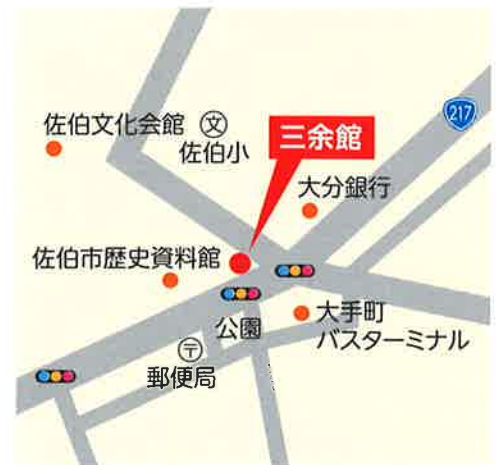 217
佐伯文化会館
文
佐伯小
三余館
大分銀行
佐伯市歴史資料館
公園
大手町
バスターミナル
〒
郵便局